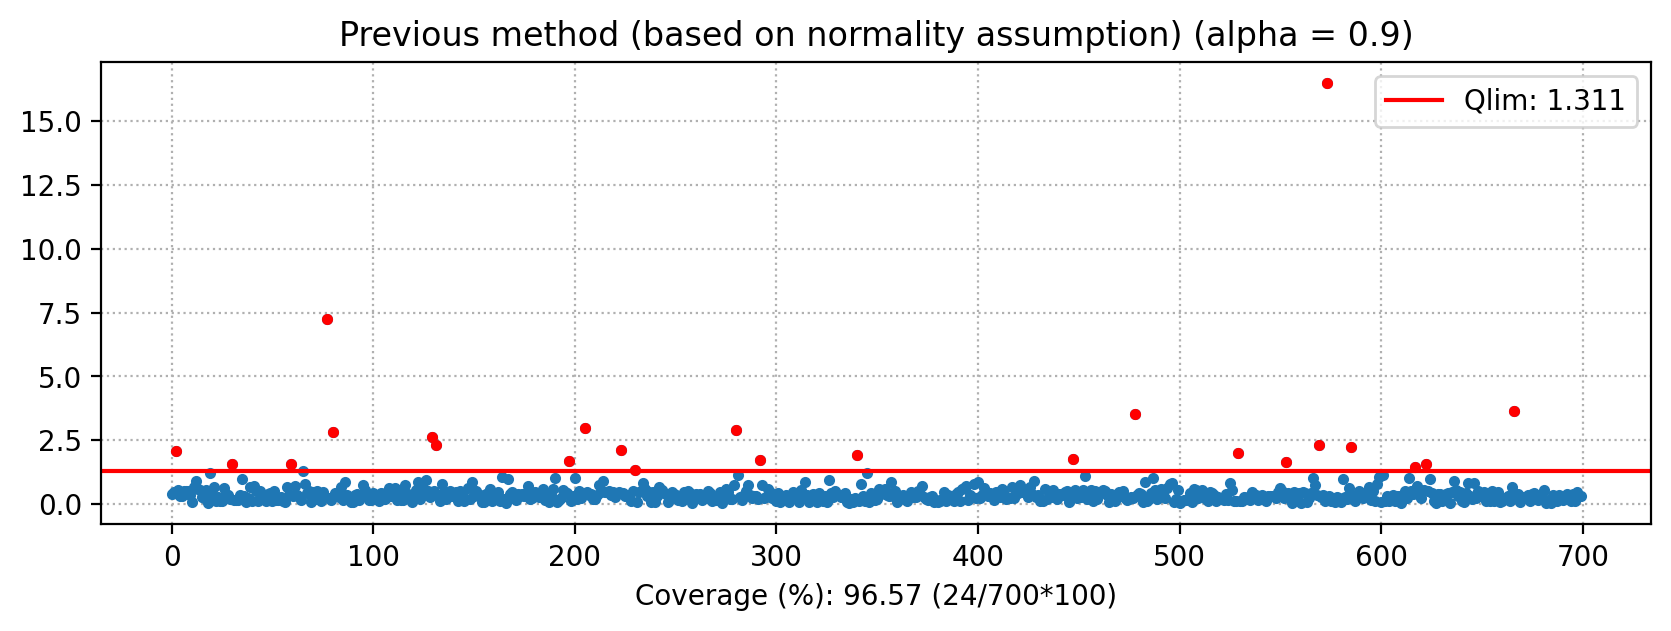 Previous method (based on normality assumption) (alpha = 0.9)
Qlim: 1.311
15.0
12.5
10.0
7.5
5.0
2.5
0.0
0 100 200 300 400 500 600 700
Coverage (%): 96.57 (24/700*100)